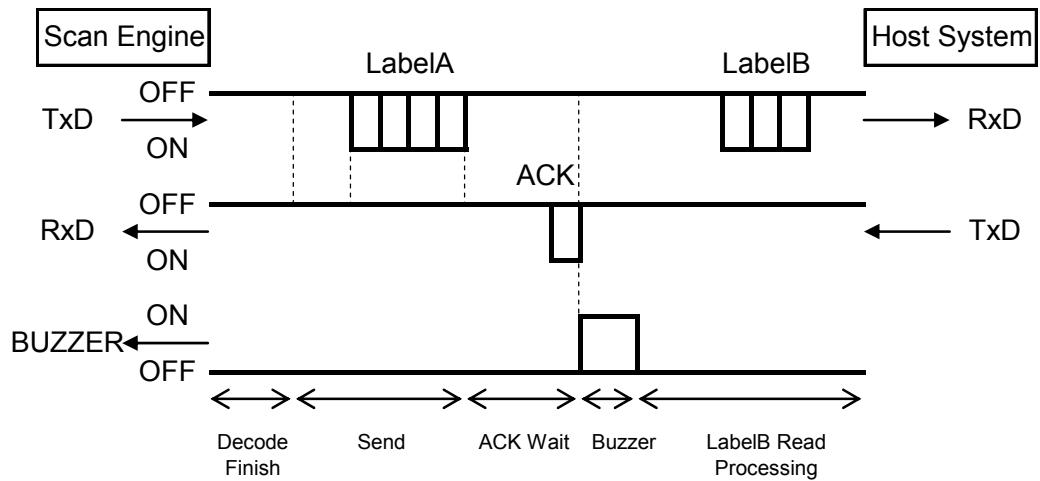 Scan Engine
Host System
LabelA
LabelB
OFF
TxD
RxD
ON
ACK
OFF
RxD
TxD
ON
ON
BUZZER
OFF
Decode
Finish
Send
ACK Wait
Buzzer
LabelB Read
Processing